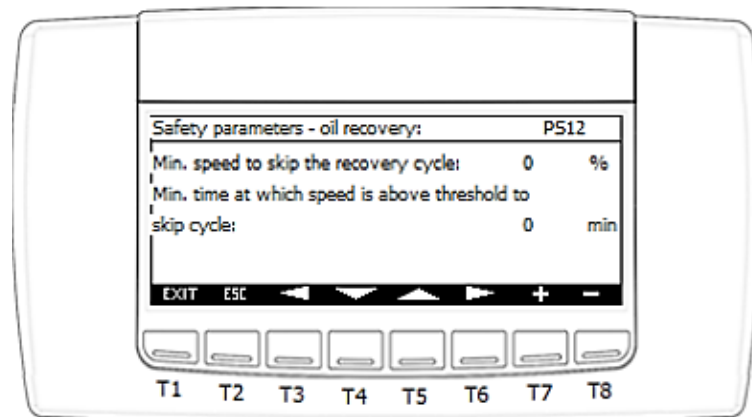 Safety parameters - oil recovery: PS12
Min. speed to skip the recovery cycle: 0 %
Min. time at which speed is above threshold to
skip cycle: 0 min
EXIT ESC + -
T1 T2 T3 T4 T5 T6 T7 T8